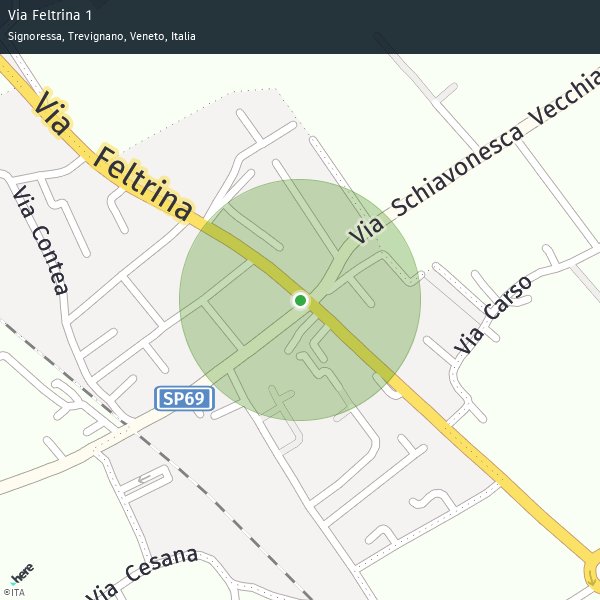 Via Feltrina 1
Signoressa, Trevignano, Veneto, Italia
Via Feltrina
Via Schiavonesca Vecchia
Via Contea
Via Carso
SP69
Via Cesana
here
©ITA